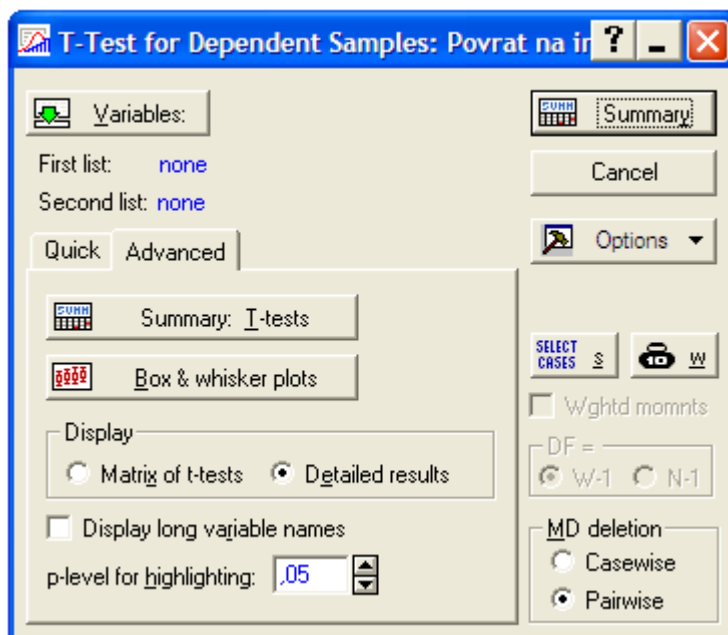 T-Test for Dependent Samples: Povrat na in
Variables:
First list: none
Second list: none
Quick
Advanced
Summary: T-tests
Box & whisker plots
Display
Matrix of t-tests
Detailed results
Display long variable names
p-level for highlighting: ,05
Summary
Cancel
Options
SELECT CASES S
W
Wghtd momnts
DF =
W-1 N-1
MD deletion
Casewise
Pairwise